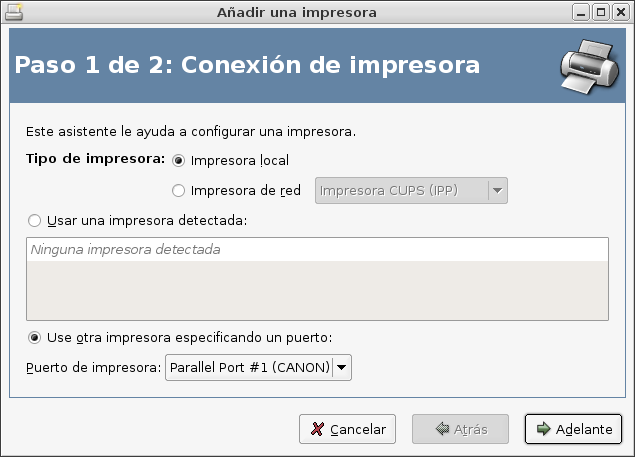 Añadir una impresora
Paso 1 de 2: Conexión de impresora
Este asistente le ayuda a configurar una impresora.
Tipo de impresora: Impresora local
Impresora de red Impresora CUPS (IPP)
Usar una impresora detectada:
Ninguna impresora detectada
Use otra impresora especificando un puerto:
Puerto de impresora: Parallel Port #1 (CANON)
Cancelar Atrás Adelante